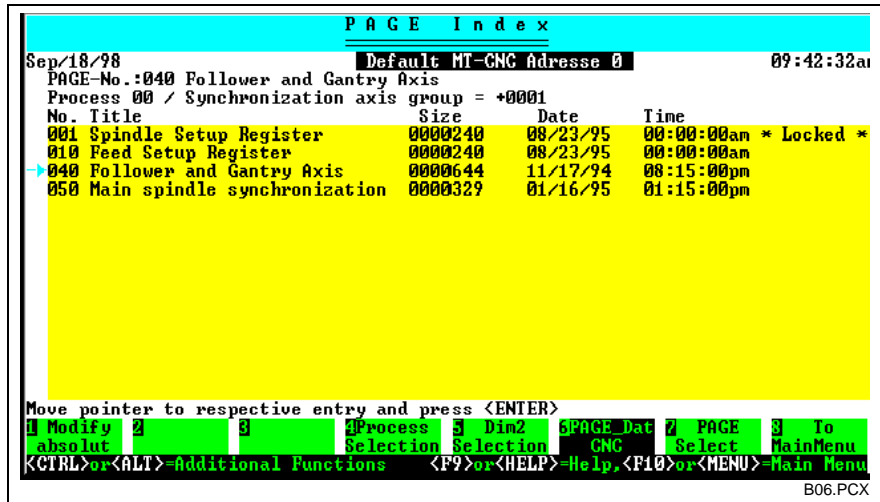 PAGE Index
Sep/18/98 Default MT-CNC Adresse 0 09:42:32a
PAGE-No.:040 Follower and Gantry Axis
Process 00 / Synchronization axis group = +0001
No. Title Size Date Time
001 Spindle Setup Register 0000240 08/23/95 00:00:00am * Locked *
010 Feed Setup Register 0000240 08/23/95 00:00:00am
040 Follower and Gantry Axis 0000644 11/17/94 08:15:00pm
050 Main spindle synchronization 0000329 01/16/95 01:15:00pm
Move pointer to respective entry and press <ENTER>
1 Modify 2 3 4Process 5 Dim2 6PAGE_Dat 7 PAGE 8 To
absolut Selection Selection CNC Select MainMenu
<CTRL>or<ALT>=Additional Functions <F9>or<HELP>=Help,<F10>or<MENU>=Main Menu
B06.PCX